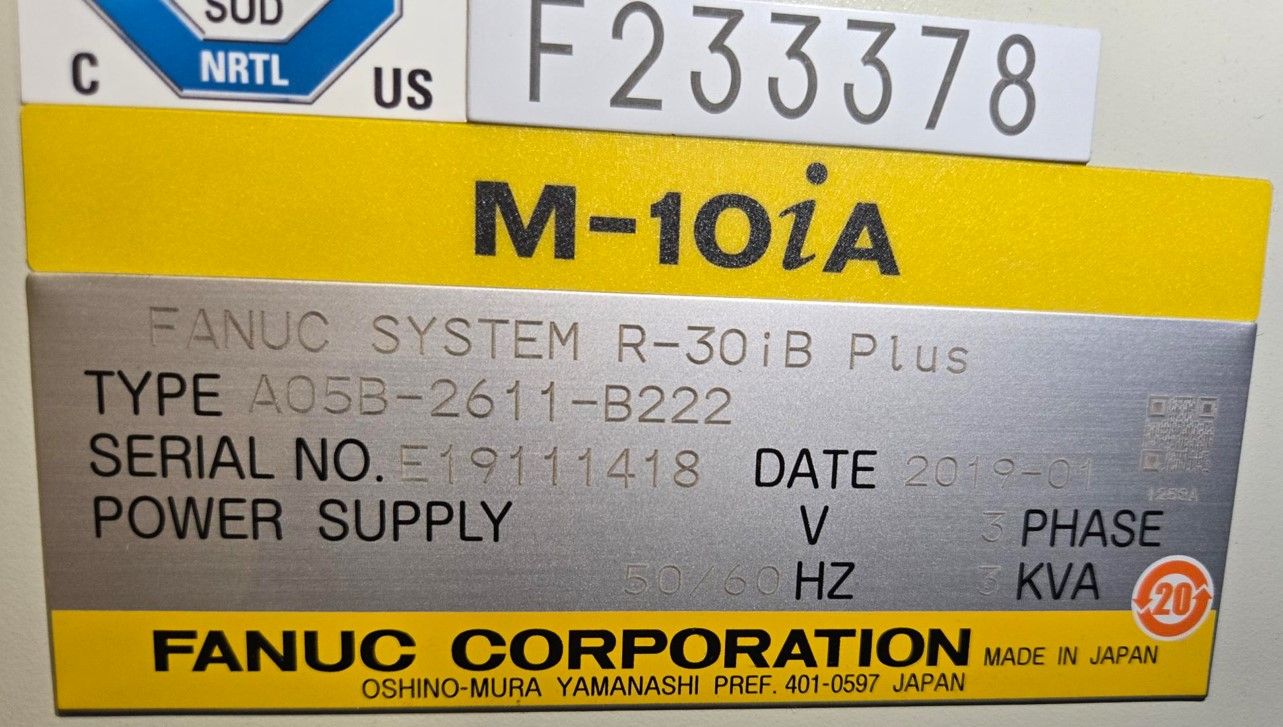 SUD
C NRTL US
F233378
M-10iA
FANUC SYSTEM R-30iB Plus
TYPE A05B-2611-B222
SERIAL NO. E19111418 DATE 2019-01
1253A
POWER SUPPLY V 3 PHASE
50/60 HZ 3 KVA
20
FANUC CORPORATION MADE IN JAPAN
OSHINO-MURA YAMANASHI PREF. 401-0597 JAPAN